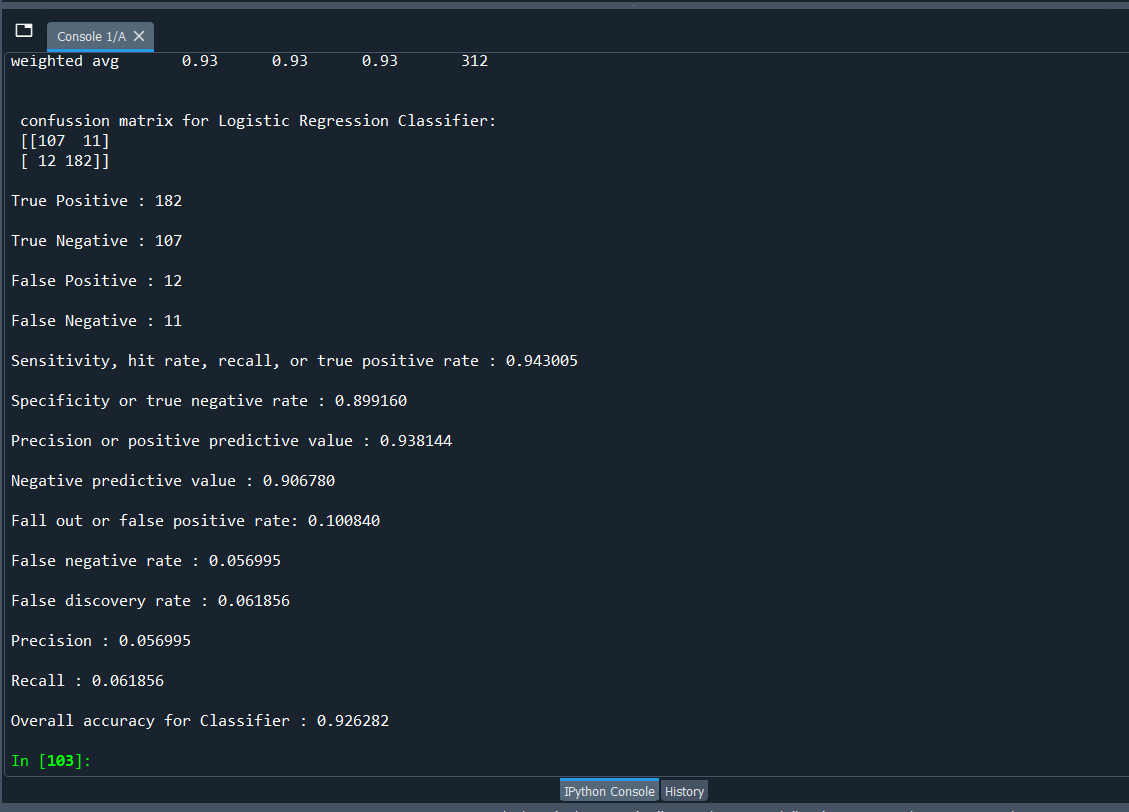 Console 1/A
weighted avg 0.93 0.93 0.93 312
confussion matrix for Logistic Regression Classifier:
[[107 11]
[ 12 182]]
True Positive : 182
True Negative : 107
False Positive : 12
False Negative : 11
Sensitivity, hit rate, recall, or true positive rate : 0.943005
Specificity or true negative rate : 0.899160
Precision or positive predictive value : 0.938144
Negative predictive value : 0.906780
Fall out or false positive rate: 0.100840
False negative rate : 0.056995
False discovery rate : 0.061856
Precision : 0.056995
Recall : 0.061856
Overall accuracy for Classifier : 0.926282
In [103]:
IPython Console History